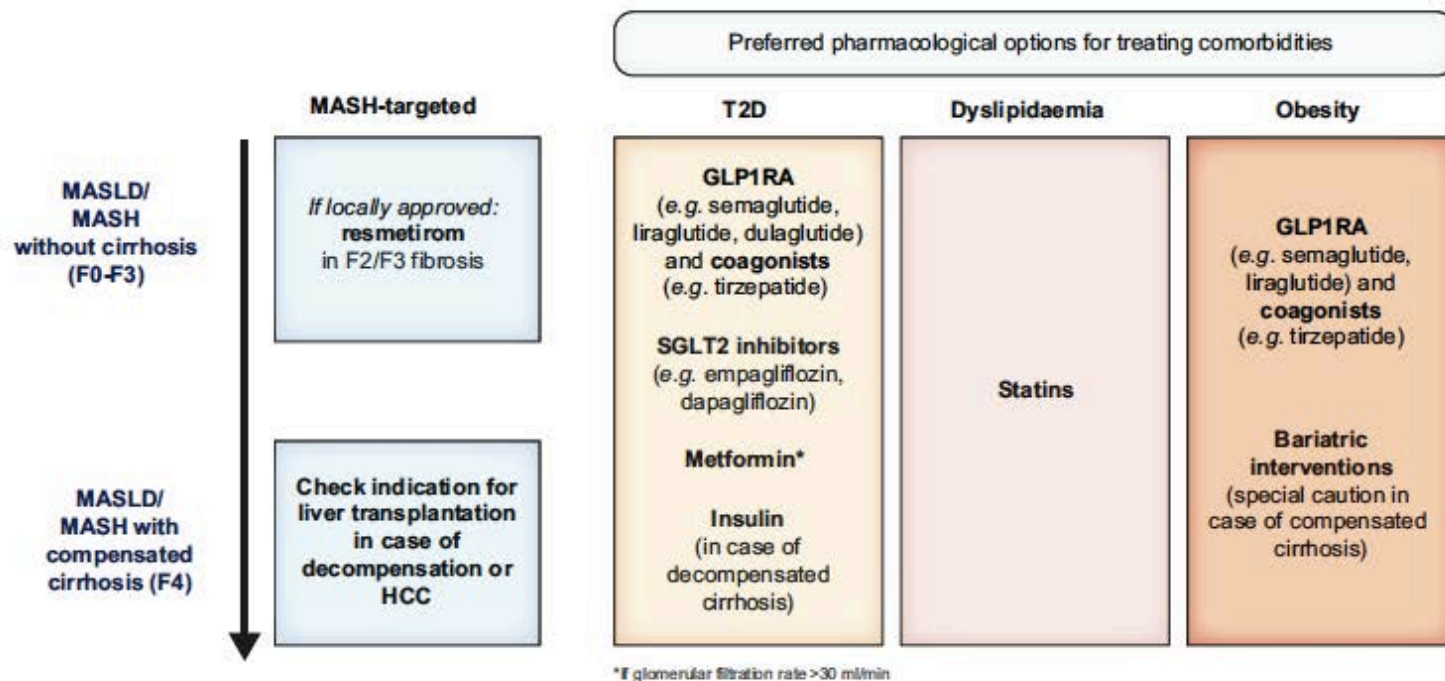 Preferred pharmacological options for treating comorbidities
MASH-targeted
T2D
Dyslipidaemia
Obesity
MASLD/
MASH
without cirrhosis
(F0-F3)
If locally approved:
resmetirom
in F2/F3 fibrosis
GLP1RA
(e.g. semaglutide,
liraglutide, dulaglutide)
and coagonists
(e.g. tirzepatide)
SGLT2 inhibitors
(e.g. empagliflozin,
dapagliflozin)
Metformin*
Insulin
(in case of
decompensated
cirrhosis)
Statins
GLP1RA
(e.g. semaglutide,
liraglutide) and
coagonists
(e.g. tirzepatide)
Bariatric
interventions
(special caution in
case of compensated
cirrhosis)
MASLD/
MASH with
compensated
cirrhosis (F4)
Check indication for
liver transplantation
in case of
decompensation or
HCC
*If glomerular filtration rate >30 ml/min